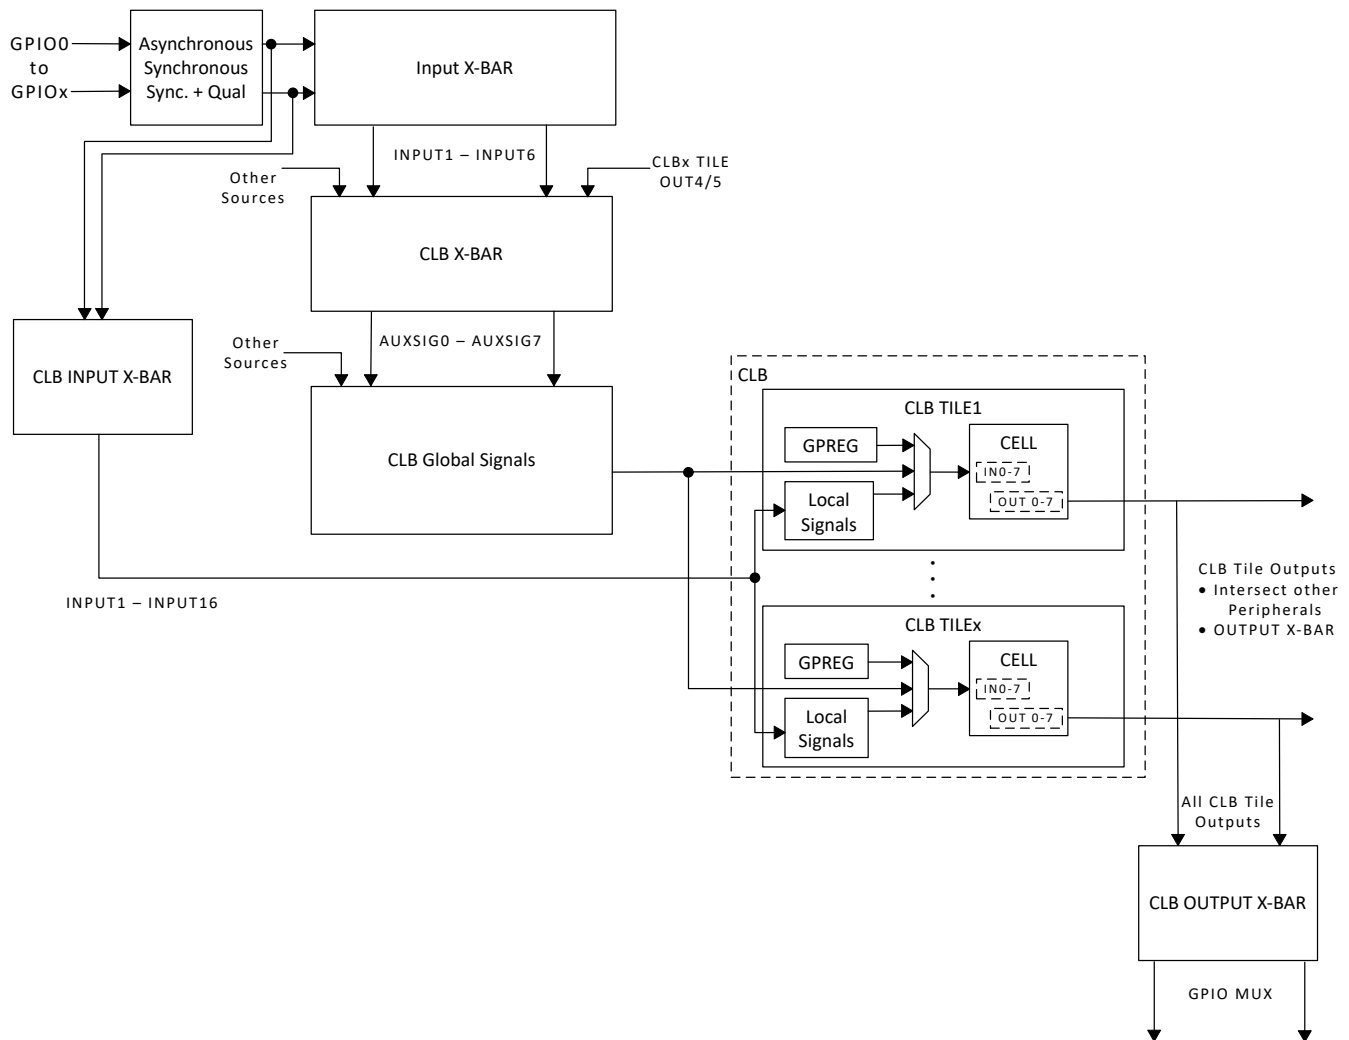 GPIO0
to
GPIOx
Asynchronous
Synchronous
Sync. + Qual
Input X-BAR
INPUT1 – INPUT6
Other
Sources
CLBx TILE
OUT4/5
CLB X-BAR
AUXSIG0 – AUXSIG7
Other
Sources
CLB INPUT X-BAR
CLB Global Signals
INPUT1 – INPUT16
CLB
CLB TILE1
GPREG
CELL
IN0-7
OUT 0-7
Local
Signals
CLB TILEx
GPREG
CELL
IN0-7
OUT 0-7
Local
Signals
CLB Tile Outputs
• Intersect other
Peripherals
• OUTPUT X-BAR
All CLB Tile
Outputs
CLB OUTPUT X-BAR
GPIO MUX